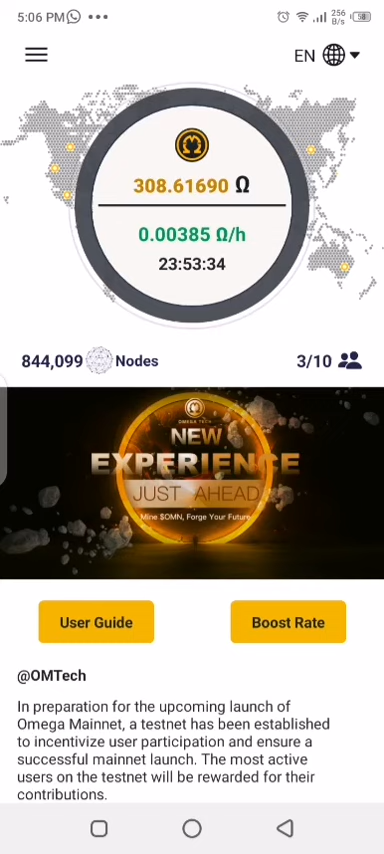 5:06 PM
256
B/s
58
EN
308.61690 Ω
0.00385 Ω/h
23:53:34
844,099 Nodes
3/10
OMEGA TECH
NEW
EXPERIENCE
JUST AHEAD
Mine $OMN, Forge Your Future
User Guide
Boost Rate
@OMTech
In preparation for the upcoming launch of
Omega Mainnet, a testnet has been established
to incentivize user participation and ensure a
successful mainnet launch. The most active
users on the testnet will be rewarded for their
contributions.